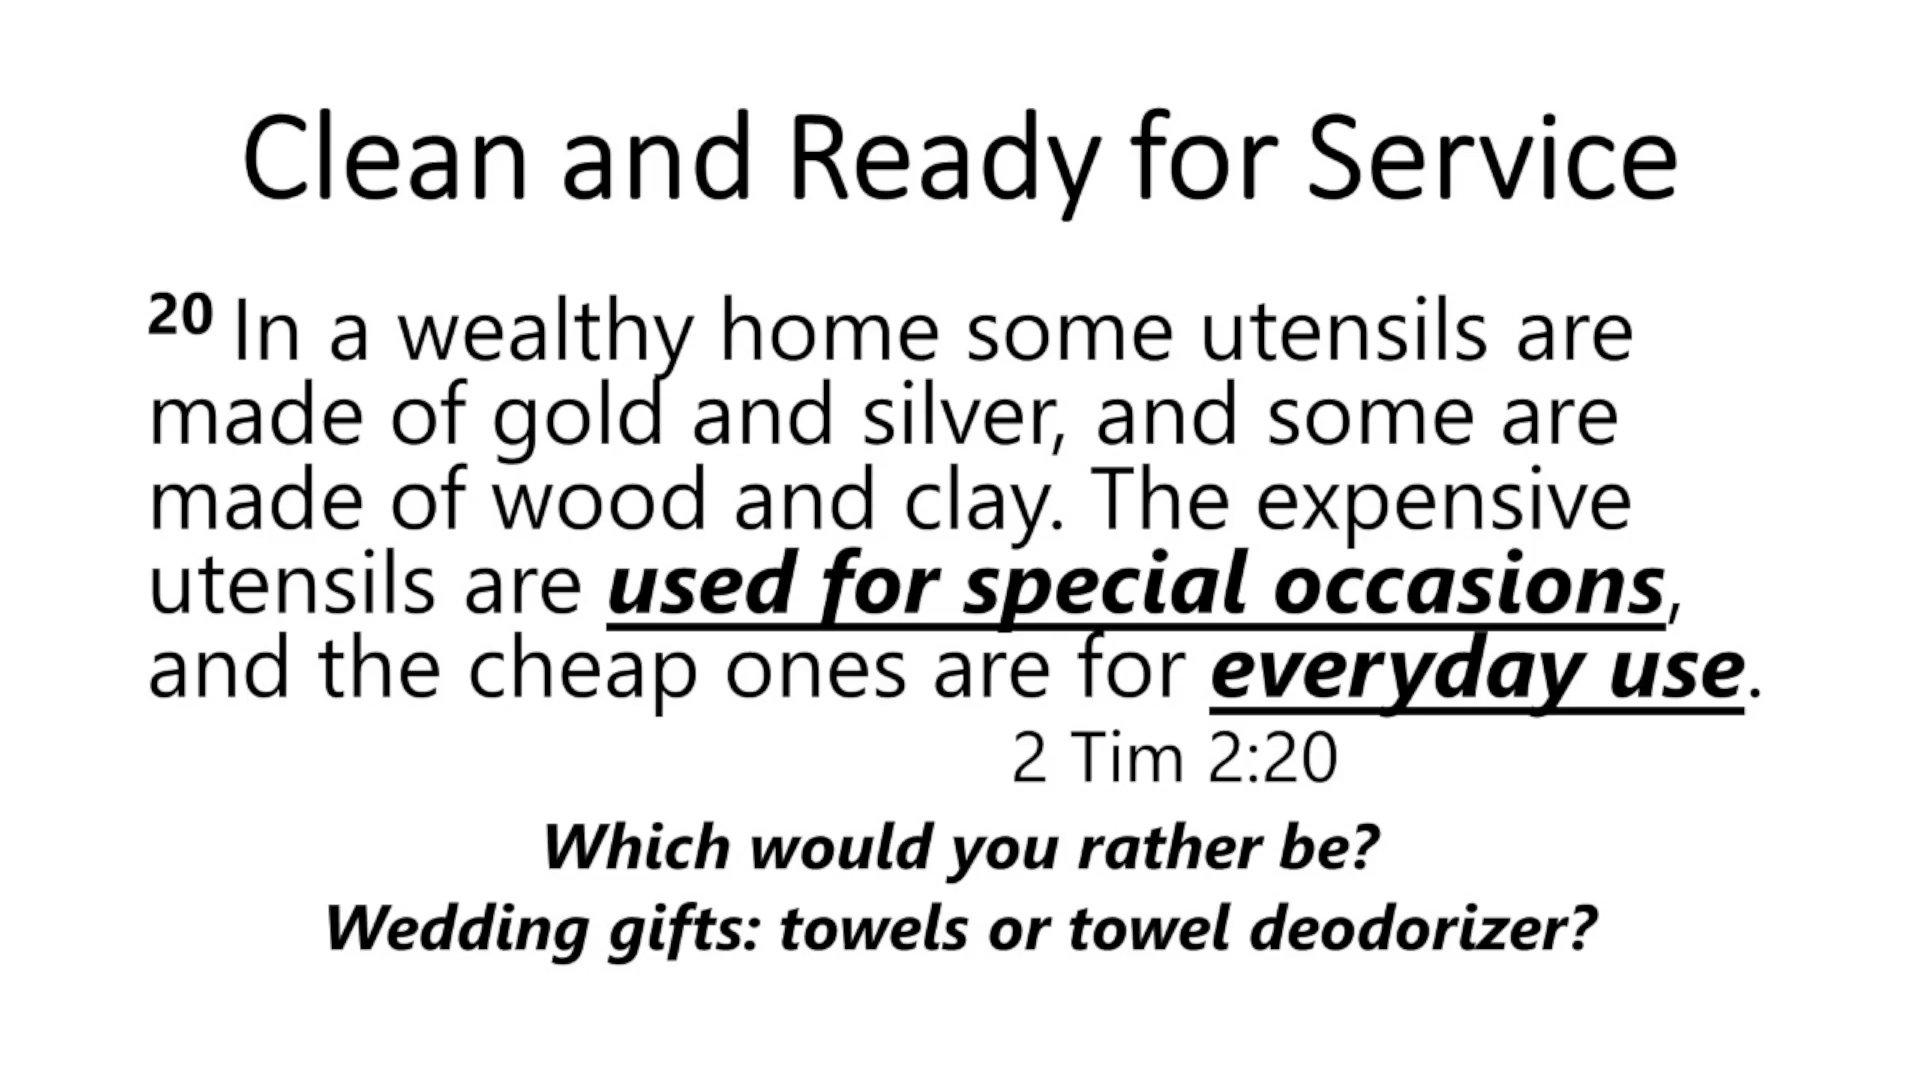 Clean and Ready for Service
20 In a wealthy home some utensils are
made of gold and silver, and some are
made of wood and clay. The expensive
utensils are used for special occasions,
and the cheap ones are for everyday use.
2 Tim 2:20
Which would you rather be?
Wedding gifts: towels or towel deodorizer?